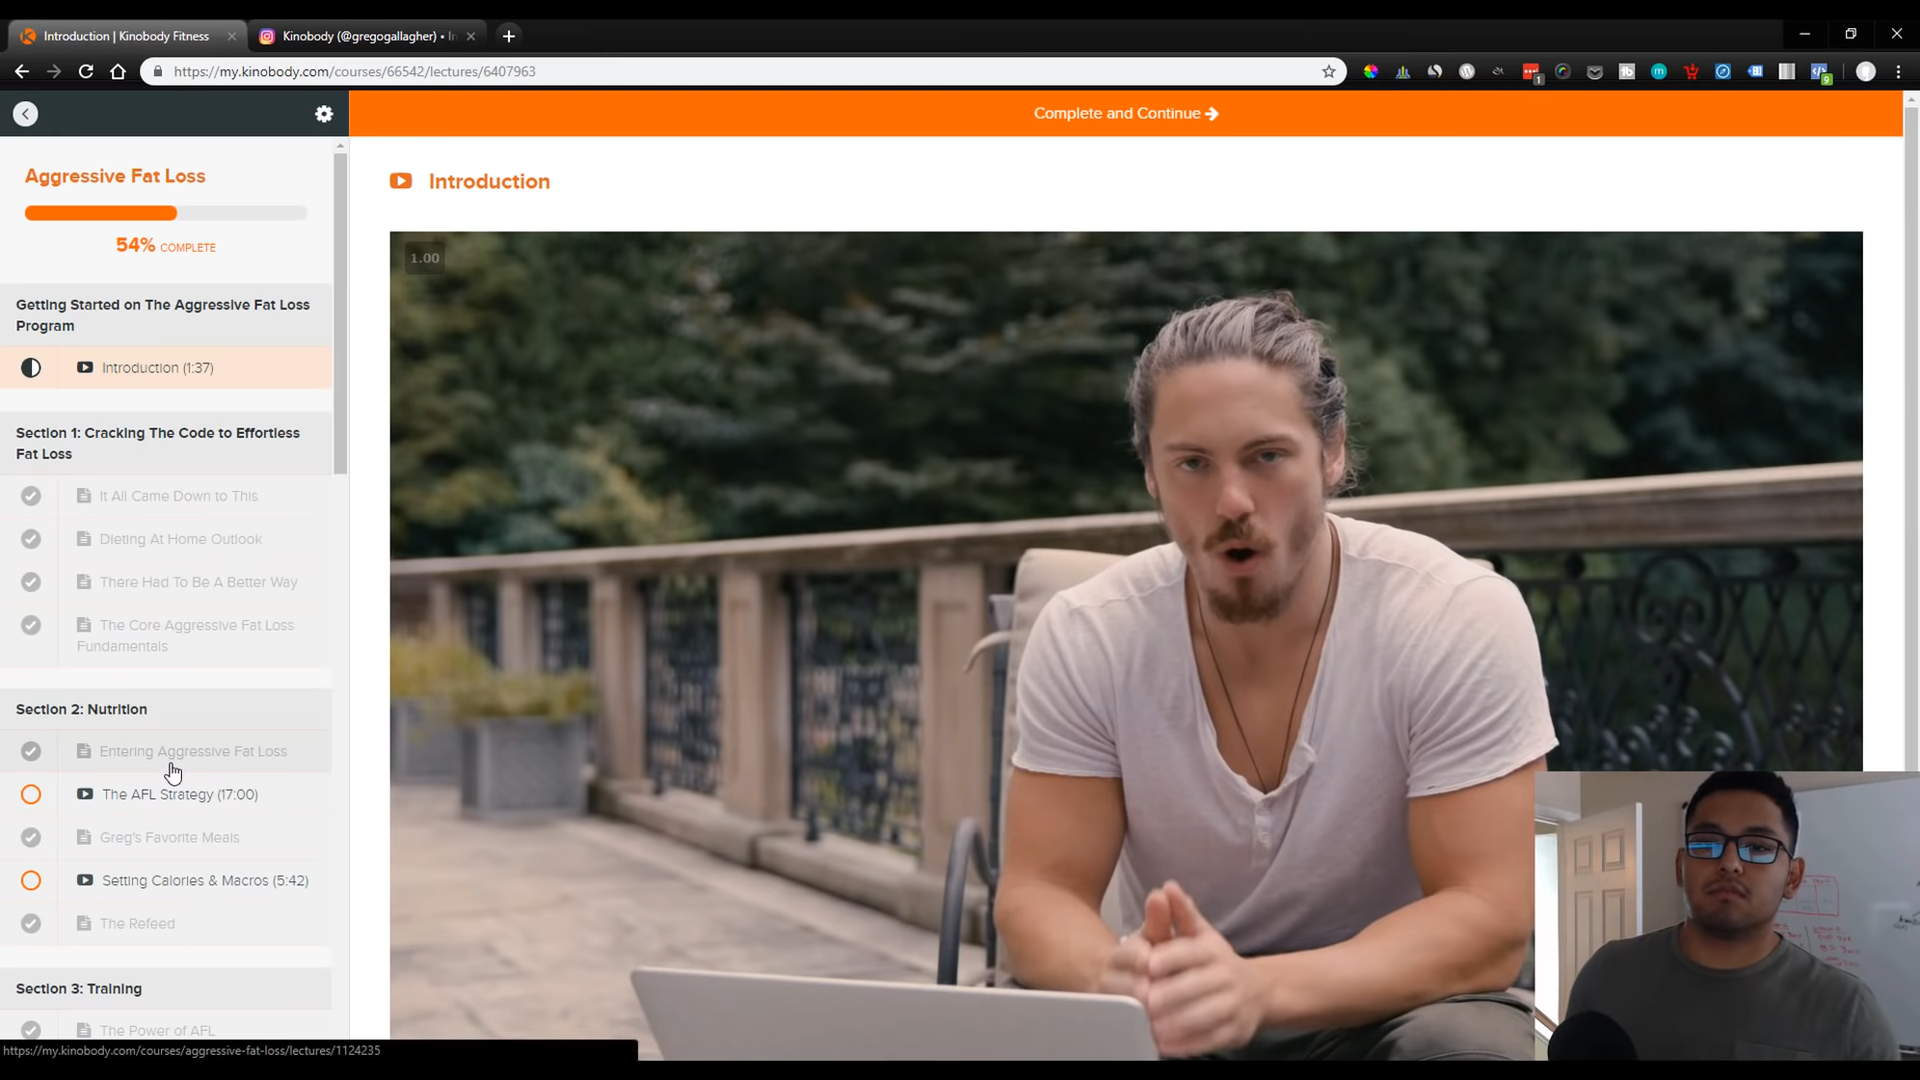 Introduction | Kinobody Fitness
Kinobody (@gregogallagher) • In
https://my.kinobody.com/courses/66542/lectures/6407963
1
9
Complete and Continue
Aggressive Fat Loss
54% COMPLETE
Getting Started on The Aggressive Fat Loss
Program
Introduction (1:37)
Section 1: Cracking The Code to Effortless
Fat Loss
It All Came Down to This
Dieting At Home Outlook
There Had To Be A Better Way
The Core Aggressive Fat Loss
Fundamentals
Section 2: Nutrition
Entering Aggressive Fat Loss
The AFL Strategy (17:00)
Greg's Favorite Meals
Setting Calories & Macros (5:42)
The Refeed
Section 3: Training
The Power of AFL
https://my.kinobody.com/courses/aggressive-fat-loss/lectures/1124235
Introduction
1.00